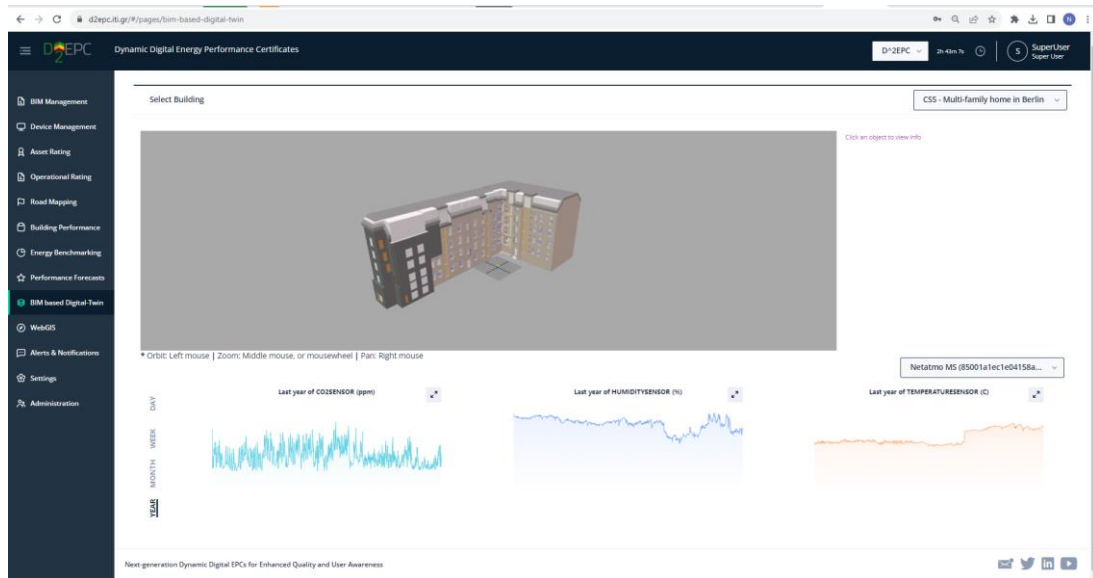 d2epc.iti.gr/#/pages/bim-based-digital-twin
D2EPC
Dynamic Digital Energy Performance Certificates
D^2EPC
2h 43m 7s
S
SuperUser
Super User
BIM Management
Device Management
Asset Rating
Operational Rating
Road Mapping
Building Performance
Energy Benchmarking
Performance Forecasts
BIM based Digital-Twin
WebGIS
Alerts & Notifications
Settings
Administration
Select Building
CS5 - Multi-family home in Berlin
Click an object to view info
* Orbit: Left mouse | Zoom: Middle mouse, or mousewheel | Pan: Right mouse
Netatmo MS (85001a1ec1e04158a...
DAY
WEEK
MONTH
YEAR
Last year of CO2SENSOR (ppm)
Last year of HUMIDITYSENSOR (%)
Last year of TEMPERATURESENSOR (C)
Next-generation Dynamic Digital EPCs for Enhanced Quality and User Awareness